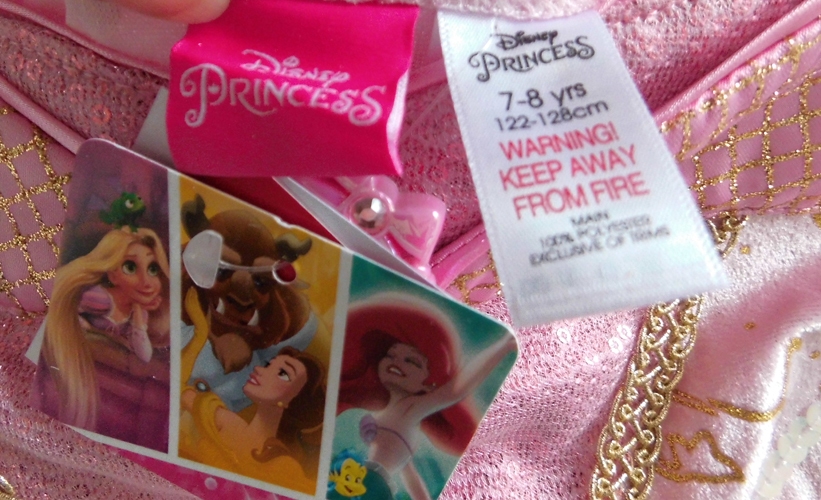 Disney
PRINCESS
Disney
PRINCESS
7-8 yrs
122-128cm
WARNING!
KEEP AWAY
FROM FIRE
MAIN
100% POLYESTER
EXCLUSIVE OF TRIMS